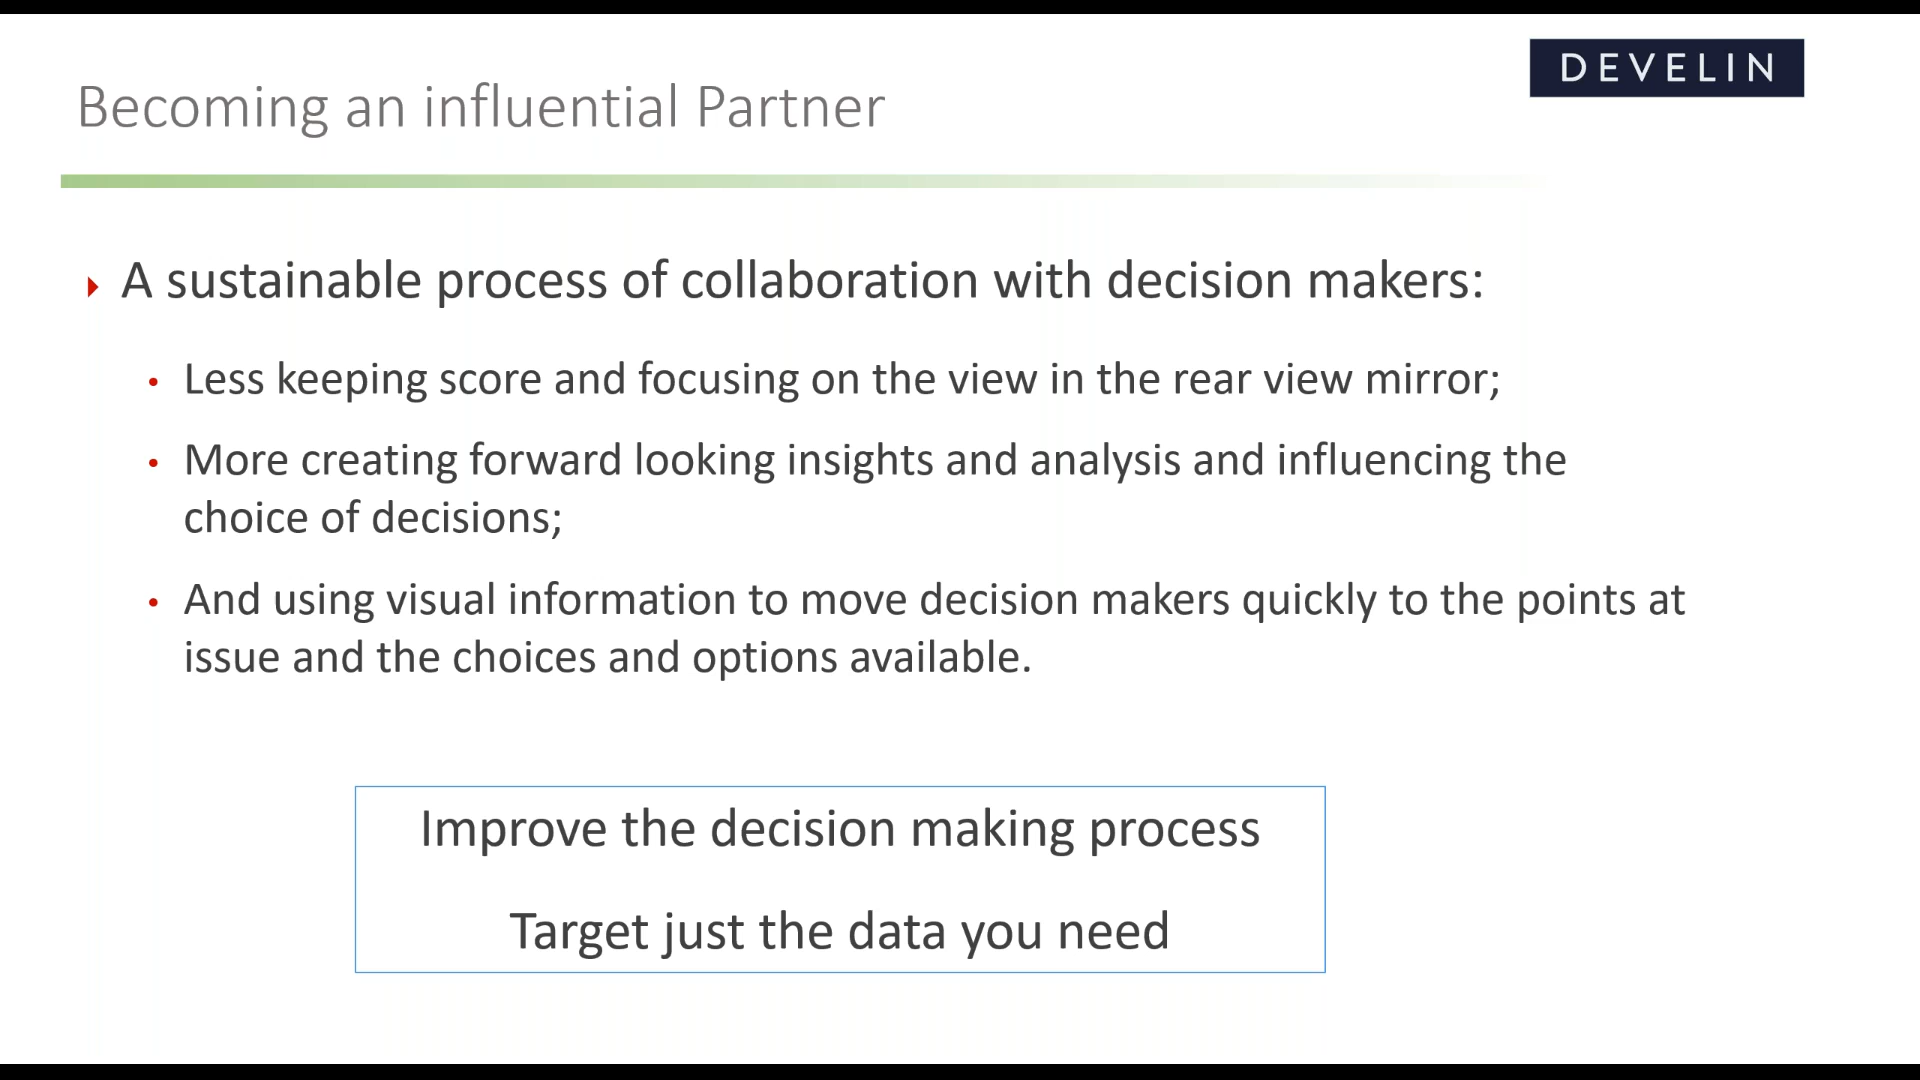 DEVELIN
Becoming an influential Partner
A sustainable process of collaboration with decision makers:
• Less keeping score and focusing on the view in the rear view mirror;
• More creating forward looking insights and analysis and influencing the
choice of decisions;
• And using visual information to move decision makers quickly to the points at
issue and the choices and options available.
Improve the decision making process
Target just the data you need